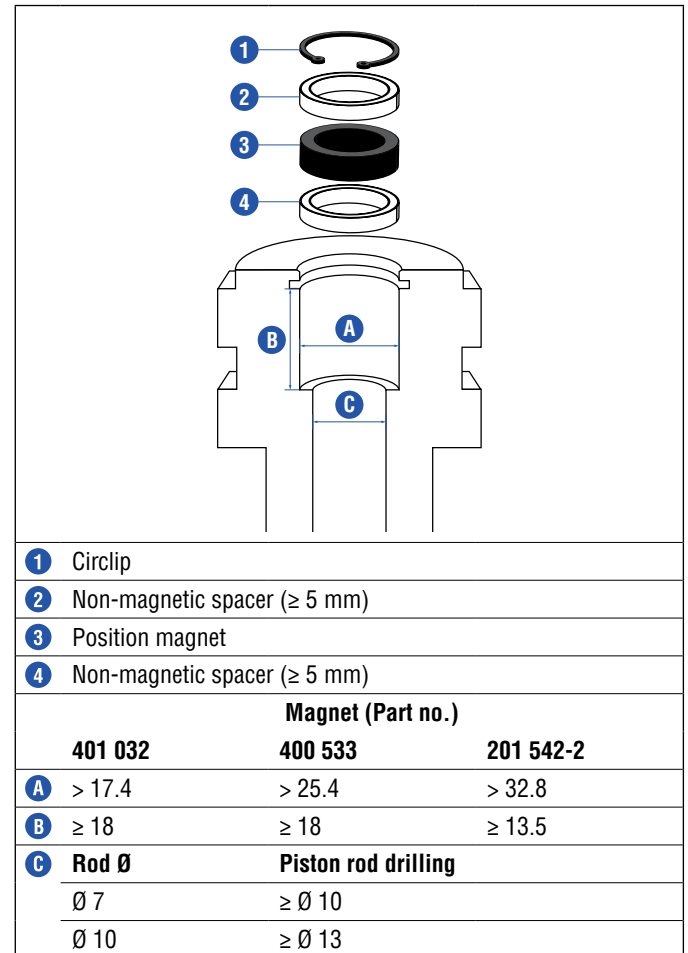 1
2
3
4
A
B
C
1 Circlip
2 Non-magnetic spacer (≥ 5 mm)
3 Position magnet
4 Non-magnetic spacer (≥ 5 mm)
Magnet (Part no.)
401 032 400 533 201 542-2
A > 17.4 > 25.4 > 32.8
B ≥ 18 ≥ 18 ≥ 13.5
C Rod Ø Piston rod drilling
Ø 7 ≥ Ø 10
Ø 10 ≥ Ø 13